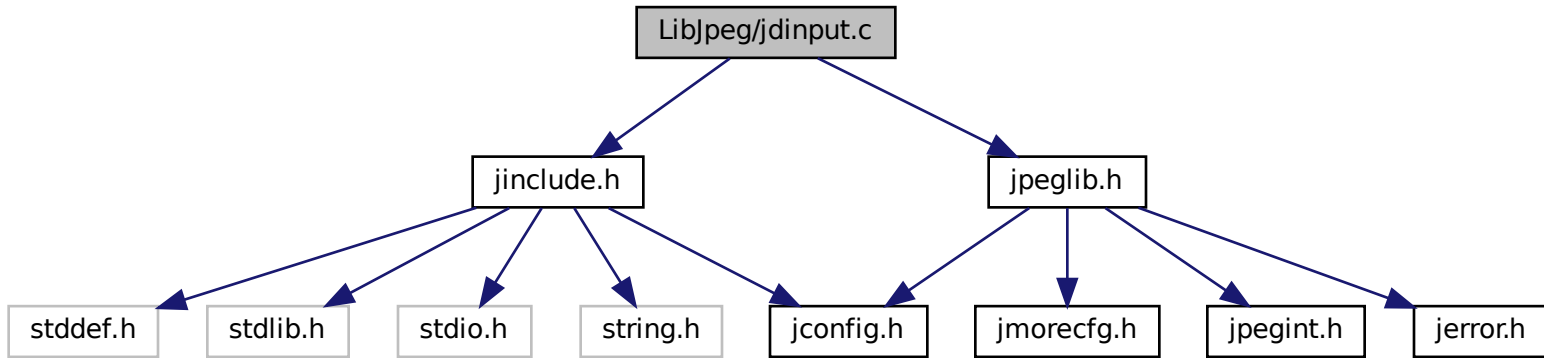 LibJpeg/jdinput.c
jinclude.h
jpeglib.h
stddef.h
stdlib.h
stdio.h
string.h
jconfig.h
jmorecfg.h
jpegint.h
jerror.h